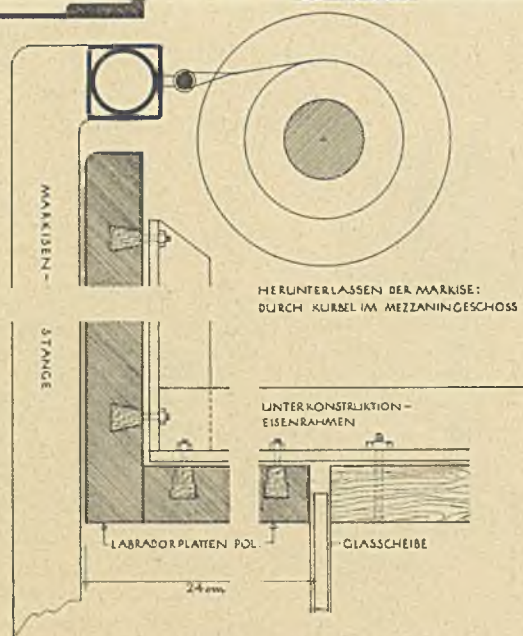 MARKISEN-
STANGE
HERUNTERLASSEN DER MARKISE:
DURCH KURBEL IM MEZZANINGESCHOSS
UNTERKONSTRUKTION-
EISENRAHMEN
LABRADORPLATTEN POL.
GLASSCHEIBE
24cm